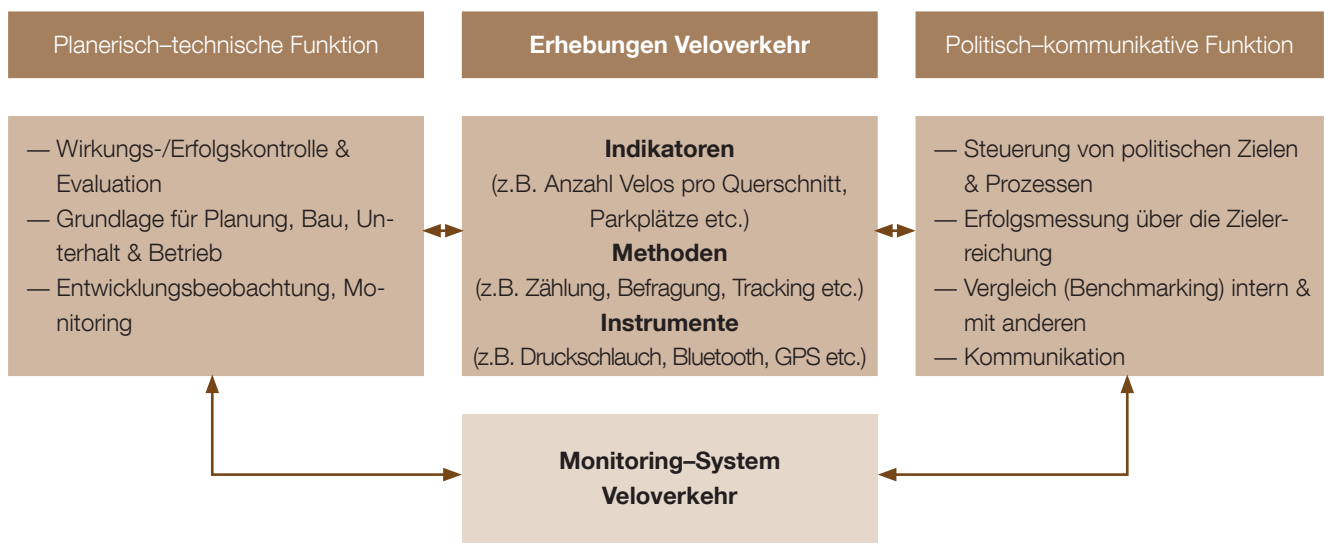 Planerisch–technische Funktion
— Wirkungs-/Erfolgskontrolle &
Evaluation
— Grundlage für Planung, Bau, Un-
terhalt & Betrieb
— Entwicklungsbeobachtung, Mo-
nitoring
Erhebungen Veloverkehr
Indikatoren
(z.B. Anzahl Velos pro Querschnitt,
Parkplätze etc.)
Methoden
(z.B. Zählung, Befragung, Tracking etc.)
Instrumente
(z.B. Druckschlauch, Bluetooth, GPS etc.)
Politisch–kommunikative Funktion
— Steuerung von politischen Zielen
& Prozessen
— Erfolgsmessung über die Zieler-
reichung
— Vergleich (Benchmarking) intern &
mit anderen
— Kommunikation
Monitoring–System
Veloverkehr